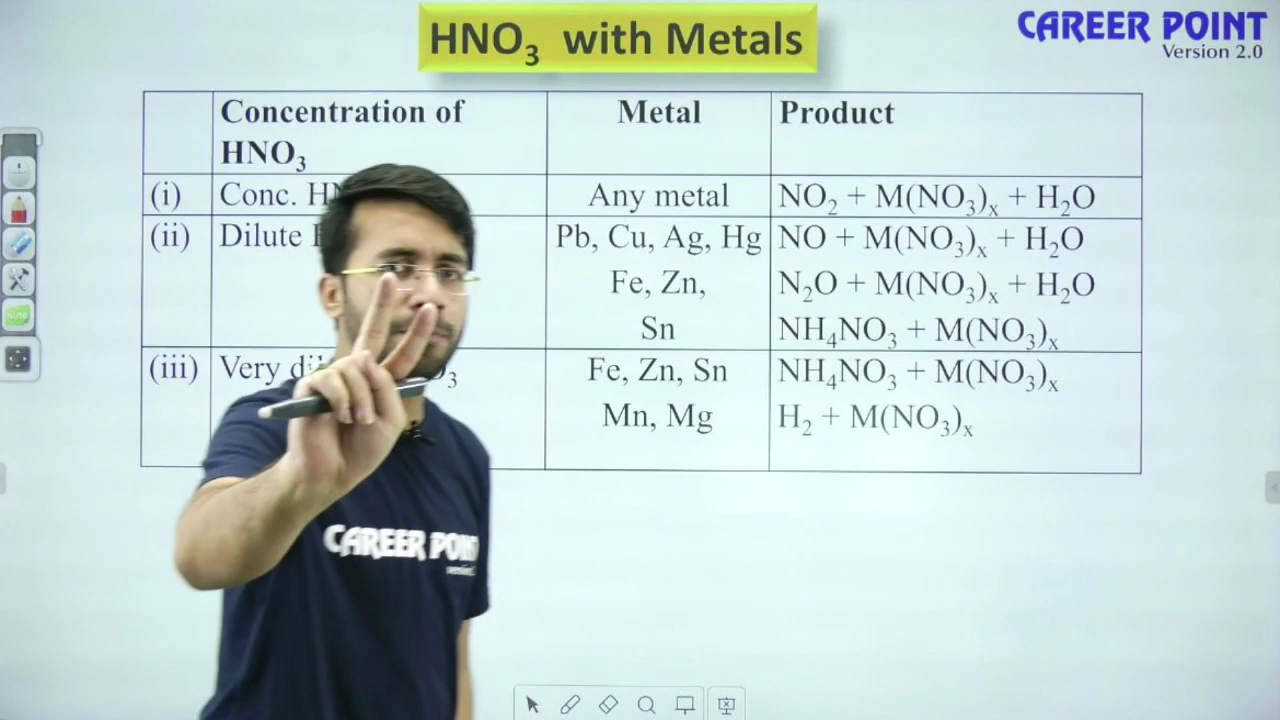 HNO₃ with Metals
CAREER POINT
Version 2.0
Concentration of HNO₃ Metal Product
(i) Conc. Any metal NO₂ + M(NO₃)ₓ + H₂O
(ii) Dilute Pb, Cu, Ag, Hg NO + M(NO₃)ₓ + H₂O
Fe, Zn, N₂O + M(NO₃)ₓ + H₂O
Sn NH₄NO₃ + M(NO₃)ₓ
(iii) Very Fe, Zn, Sn NH₄NO₃ + M(NO₃)ₓ
Mn, Mg H₂ + M(NO₃)ₓ
CAREER POINT